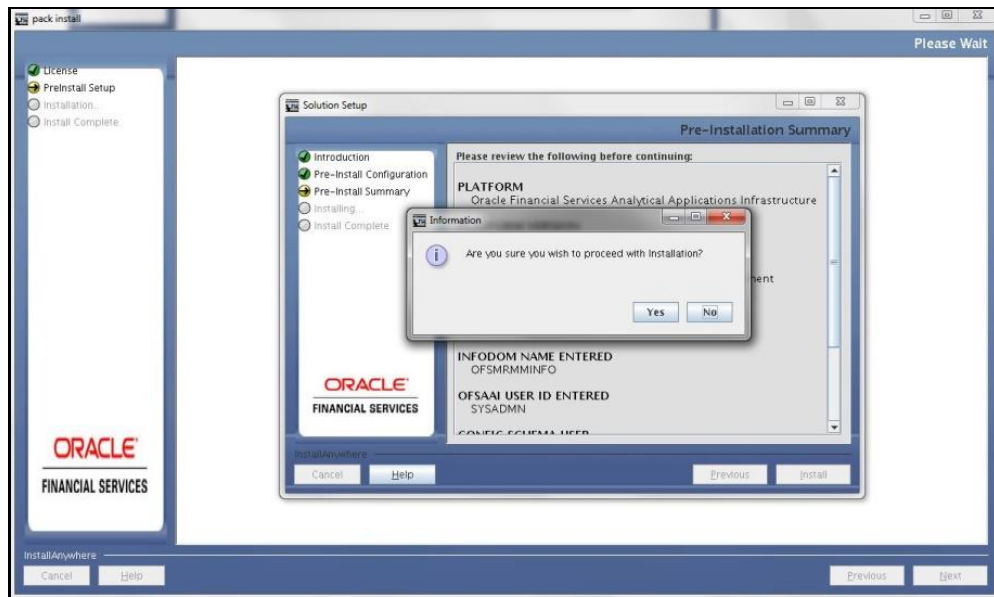 pack install
Please Wait
License
PreInstall Setup
Installation...
Install Complete
ORACLE
FINANCIAL SERVICES
InstallAnywhere
Cancel
Help
Previous
Next
Solution Setup
Pre-Installation Summary
Introduction
Pre-Install Configuration
Pre-Install Summary
Installing...
Install Complete
ORACLE
FINANCIAL SERVICES
Please review the following before continuing:
PLATFORM
Oracle Financial Services Analytical Applications Infrastructure
INFODOM NAME ENTERED
OFSMRMMINFO
OFSAAI USER ID ENTERED
SYSADMN
CONFIG SCHEMA USER
InstallAnywhere
Cancel
Help
Previous
Install
Information
Are you sure you wish to proceed with Installation?
Yes
No